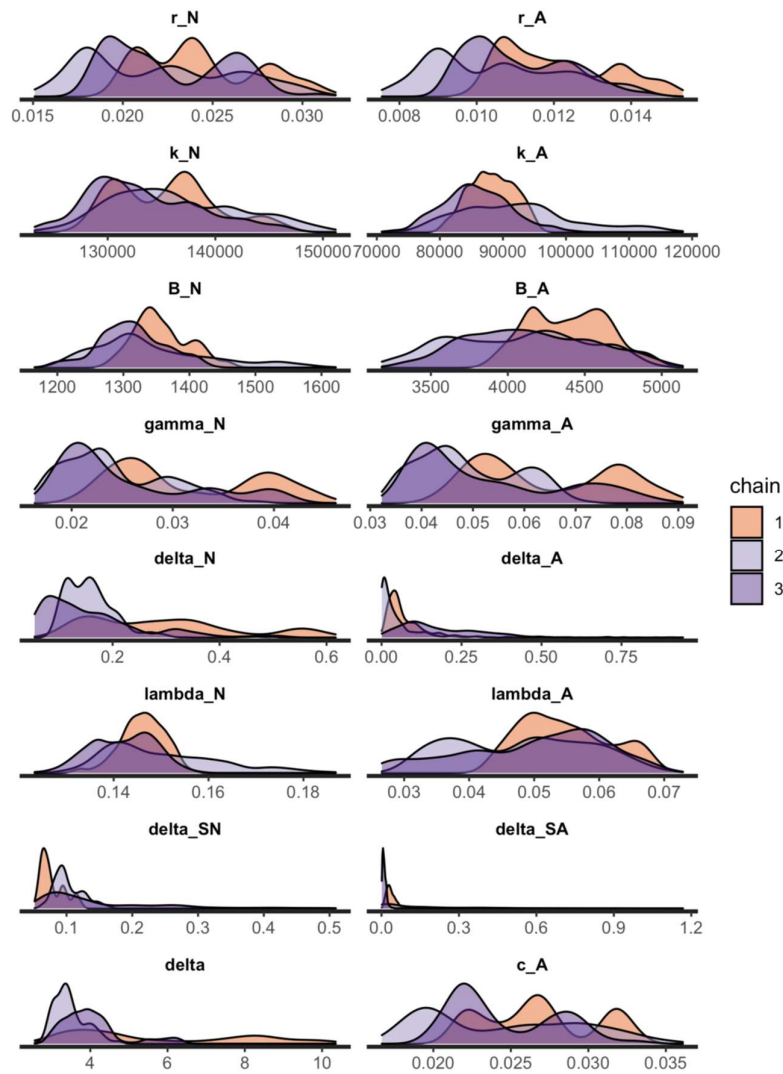 r_N r_A
0.015 0.020 0.025 0.030 0.008 0.010 0.012 0.014
k_N k_A
130000 140000 150000 70000 80000 90000 100000 110000 120000
B_N B_A
1200 1300 1400 1500 1600 3500 4000 4500 5000
gamma_N gamma_A
0.02 0.03 0.04 0.03 0.04 0.05 0.06 0.07 0.08 0.09
chain
1
2
3
delta_N delta_A
0.2 0.4 0.6 0.00 0.25 0.50 0.75
lambda_N lambda_A
0.14 0.16 0.18 0.03 0.04 0.05 0.06 0.07
delta_SN delta_SA
0.1 0.2 0.3 0.4 0.5 0.0 0.3 0.6 0.9 1.2
delta c_A
4 6 8 10 0.020 0.025 0.030 0.035